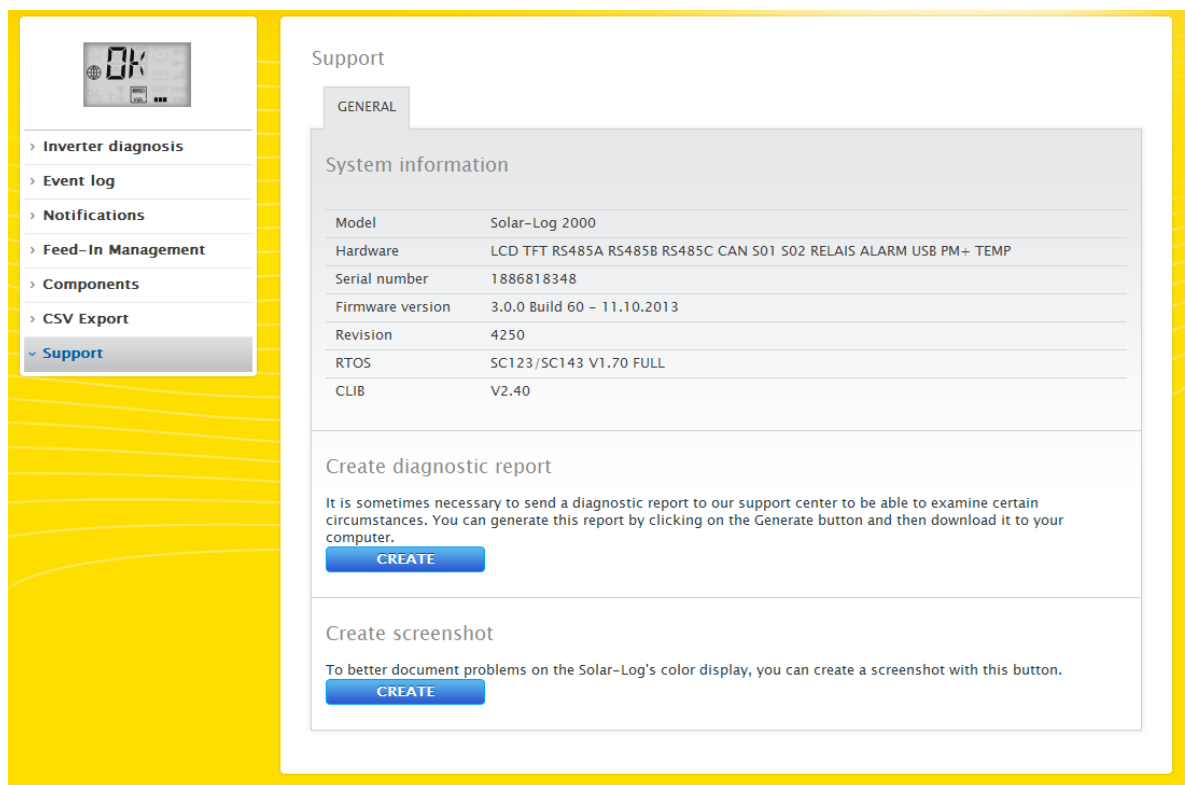 OK
Inverter diagnosis
Event log
Notifications
Feed-In Management
Components
CSV Export
Support
Support
GENERAL
System information
Model Solar-Log 2000
Hardware LCD TFT RS485A RS485B RS485C CAN S01 S02 RELAIS ALARM USB PM+ TEMP
Serial number 1886818348
Firmware version 3.0.0 Build 60 – 11.10.2013
Revision 4250
RTOS SC123/SC143 V1.70 FULL
CLIB V2.40
Create diagnostic report
It is sometimes necessary to send a diagnostic report to our support center to be able to examine certain
circumstances. You can generate this report by clicking on the Generate button and then download it to your
computer.
CREATE
Create screenshot
To better document problems on the Solar-Log's color display, you can create a screenshot with this button.
CREATE